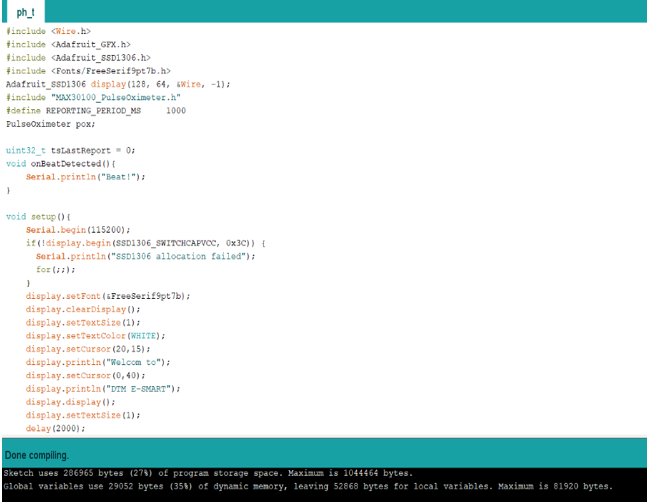 ph_t
#include <Wire.h>
#include <Adafruit_GFX.h>
#include <Adafruit_SSD1306.h>
#include <Fonts/FreeSerif9pt7b.h>
Adafruit_SSD1306 display(128, 64, &Wire, -1);
#include "MAX30100_PulseOximeter.h"
#define REPORTING_PERIOD_MS     1000
PulseOximeter pox;
uint32_t tsLastReport = 0;
void onBeatDetected(){
    Serial.println("Beat!");
}
void setup(){
    Serial.begin(115200);
    if(!display.begin(SSD1306_SWITCHCAPVCC, 0x3C)) {
      Serial.println("SSD1306 allocation failed");
      for(;;);
    }
    display.setFont(&FreeSerif9pt7b);
    display.clearDisplay();
    display.setTextSize(1);
    display.setTextColor(WHITE);
    display.setCursor(20,15);
    display.println("Welcom to");
    display.setCursor(0,40);
    display.println("DTM E-SMART");
    display.display();
    display.setTextSize(1);
    delay(2000);
Done compiling.
Sketch uses 286965 bytes (27%) of program storage space. Maximum is 1044464 bytes.
Global variables use 29052 bytes (35%) of dynamic memory, leaving 52868 bytes for local variables. Maximum is 81920 bytes.